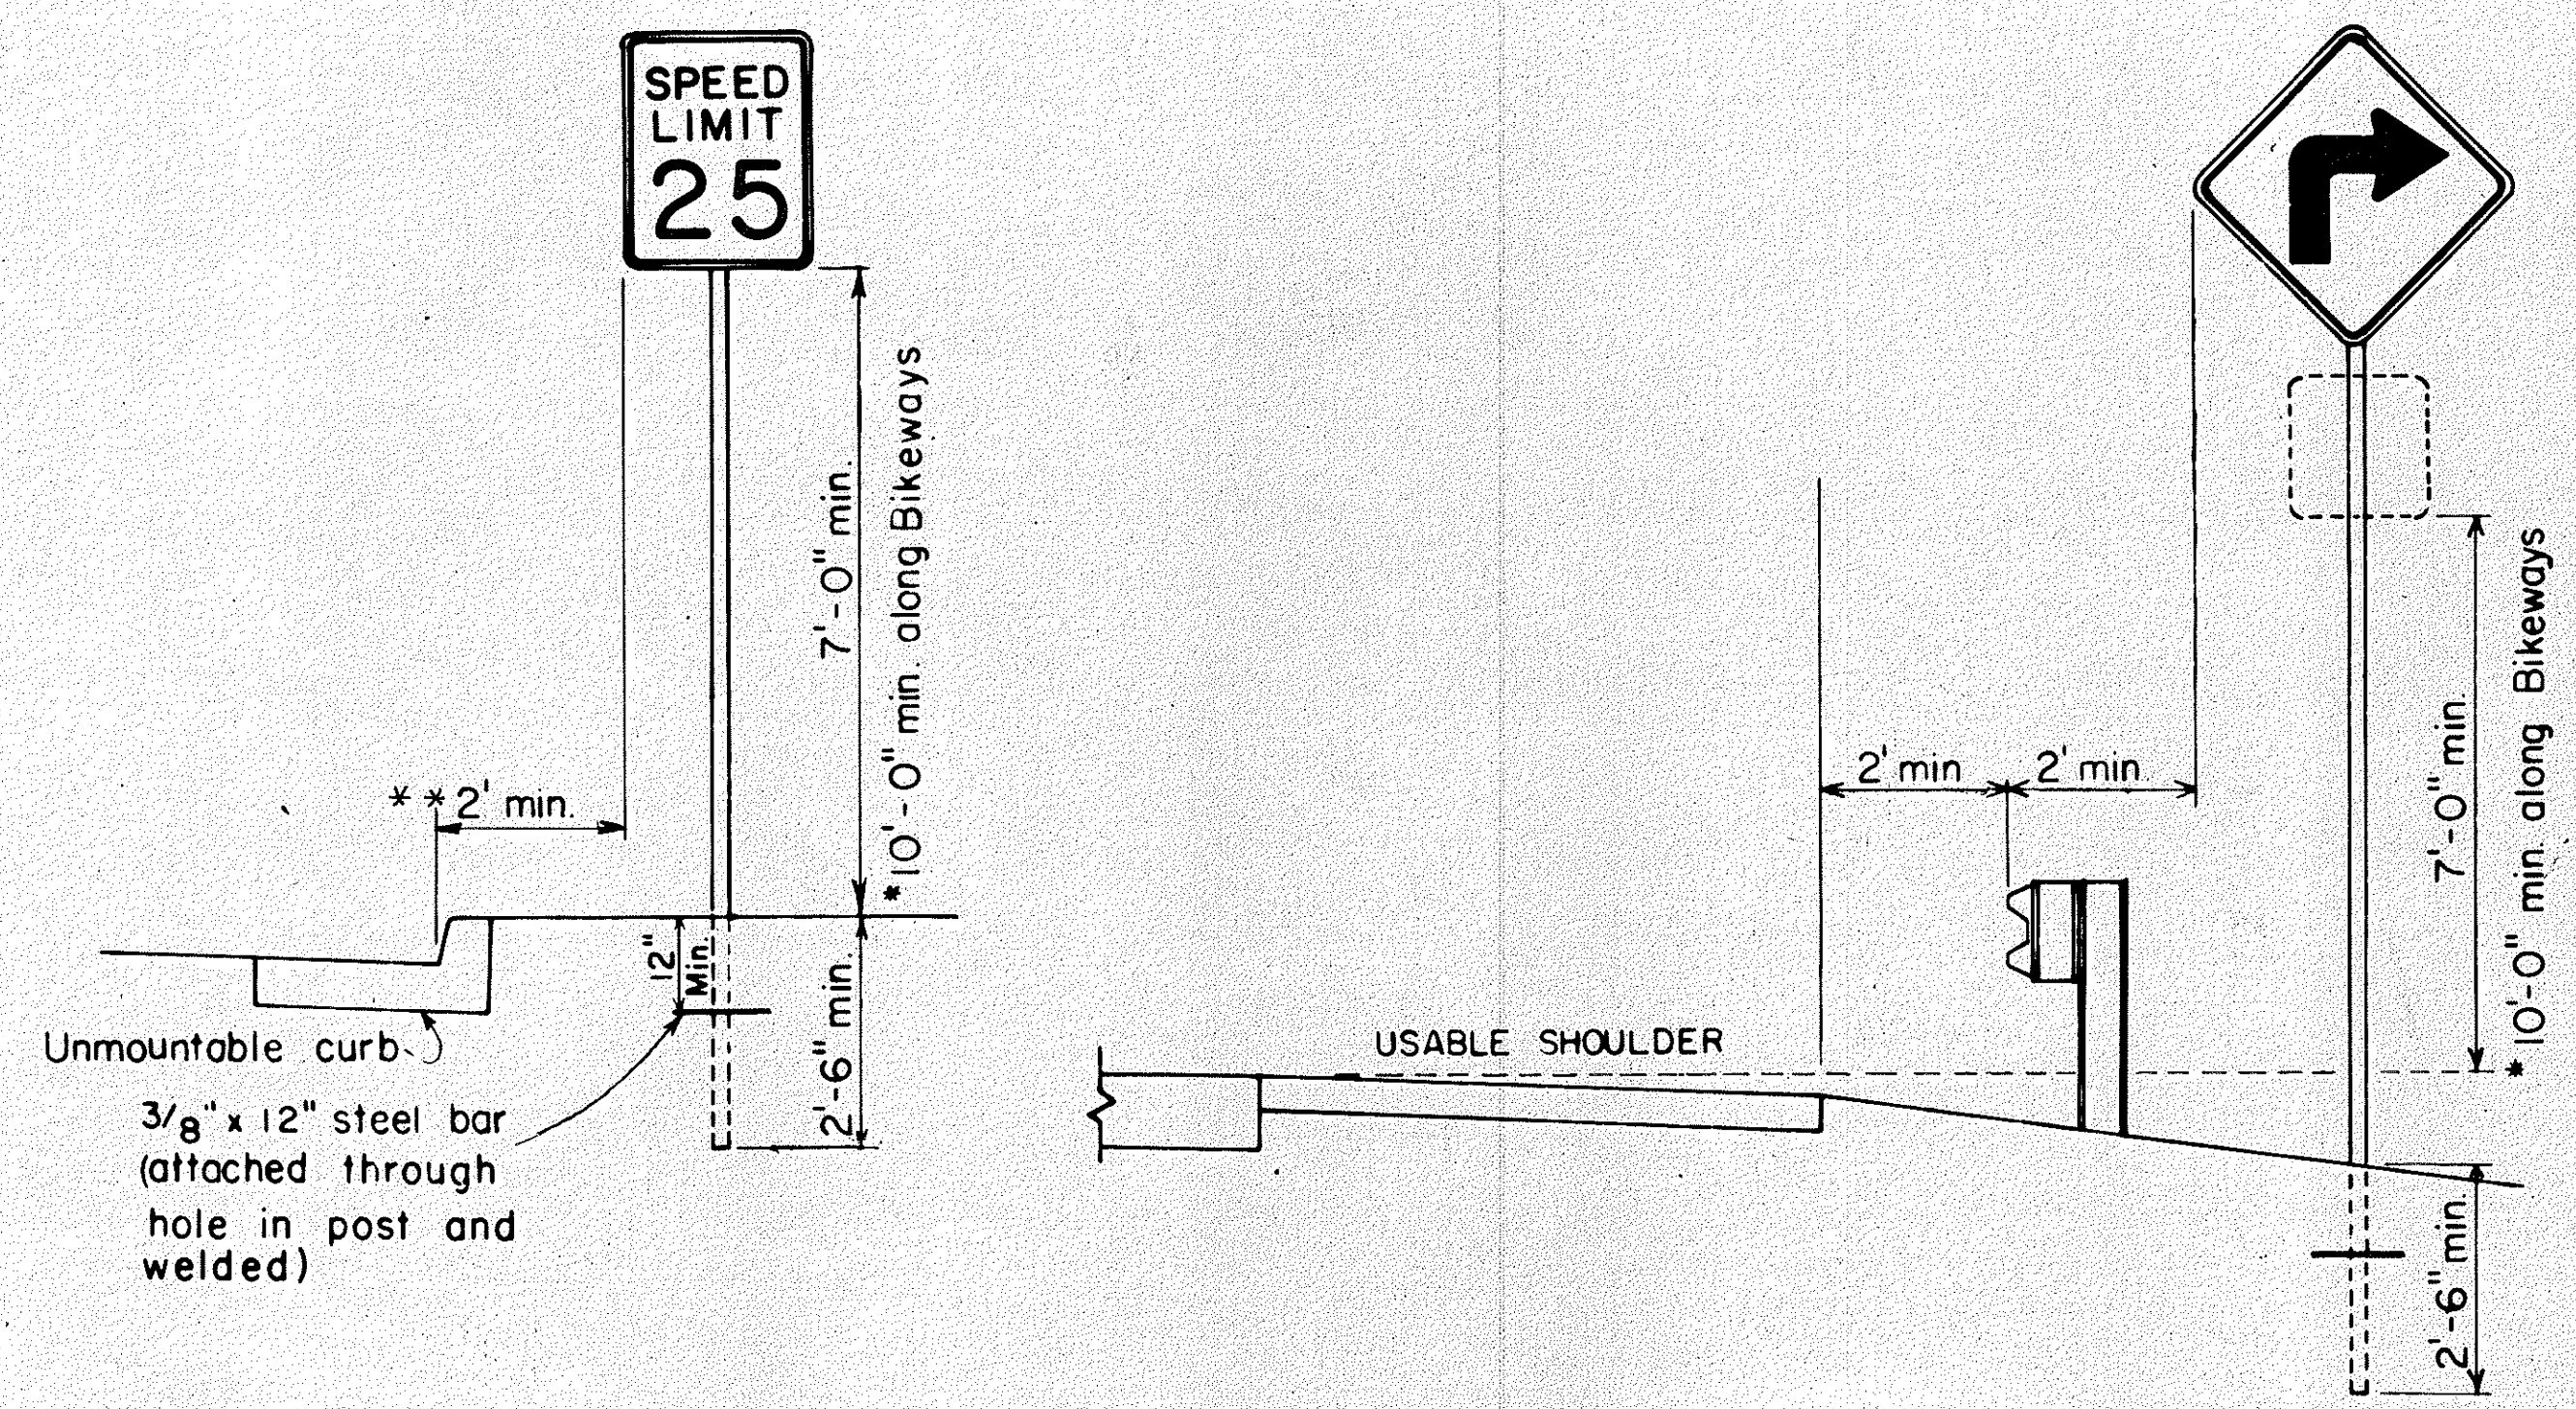 SPEED
LIMIT
25
7'-0" min.
*10'-0" min. along Bikeways
** 2' min.
12"
Min.
2'-6" min.
Unmountable curb
3/8" x 12" steel bar
(attached through
hole in post and
welded)
USABLE SHOULDER
2' min
2' min.
7'-0" min.
* 10'-0" min. along Bikeways
2'-6" min.